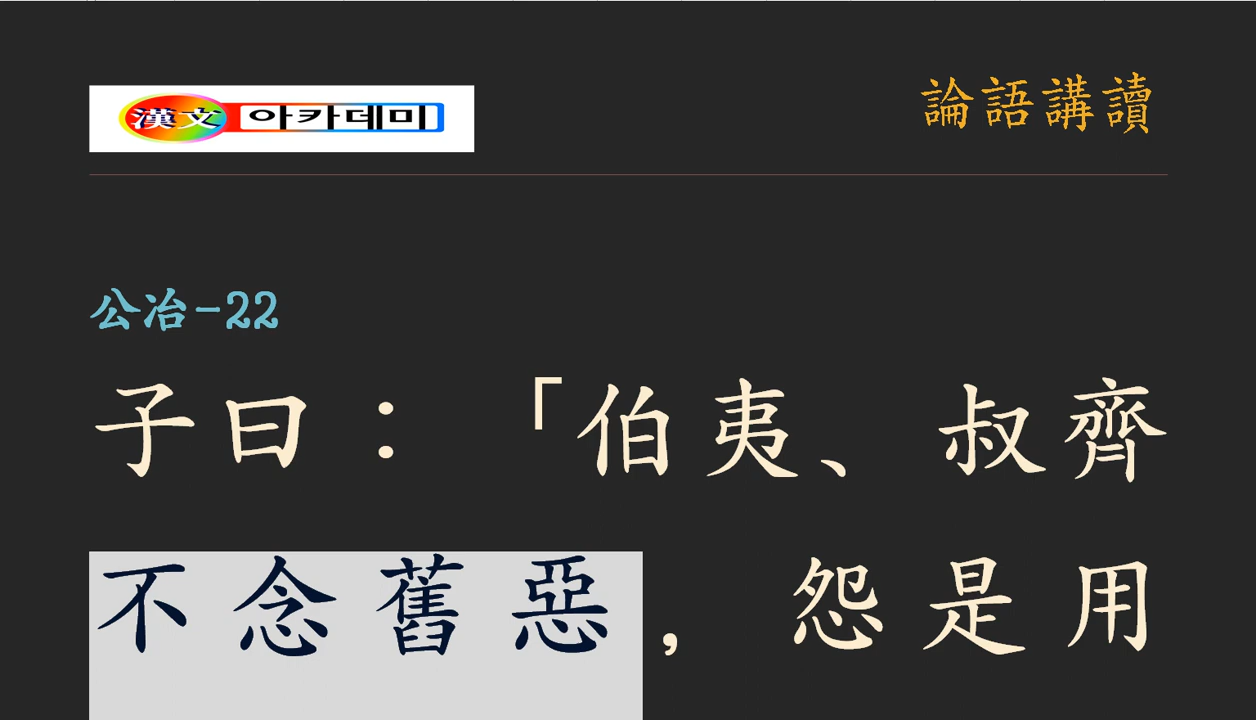 漢文 아카데미
論語講讀
公冶-22
子曰：「伯夷、叔齊
不念舊惡，怨是用